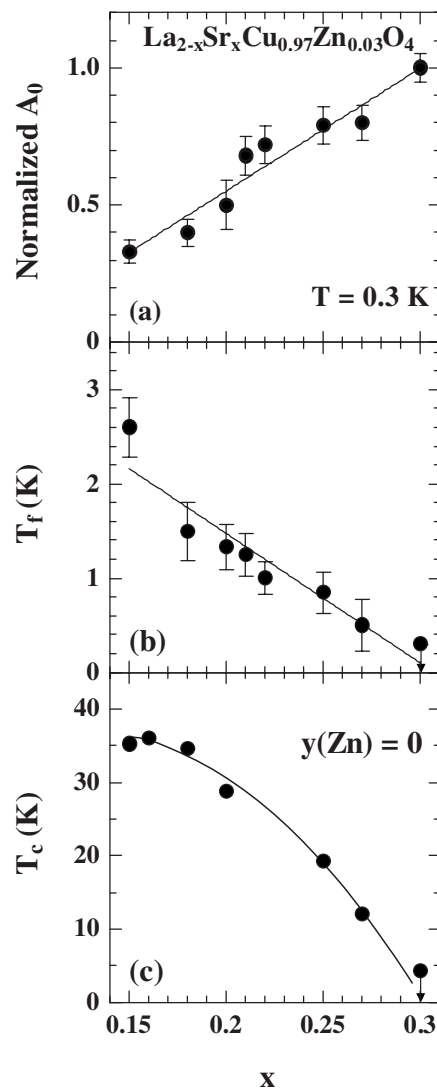 La2-xSrxCu0.97Zn0.03O4
Normalized A0
1.0
0.5
0
(a)
T = 0.3 K
Tf (K)
3
2
1
0
(b)
Tc (K)
40
30
20
10
0
y(Zn) = 0
(c)
0.15 0.2 0.25 0.3
x